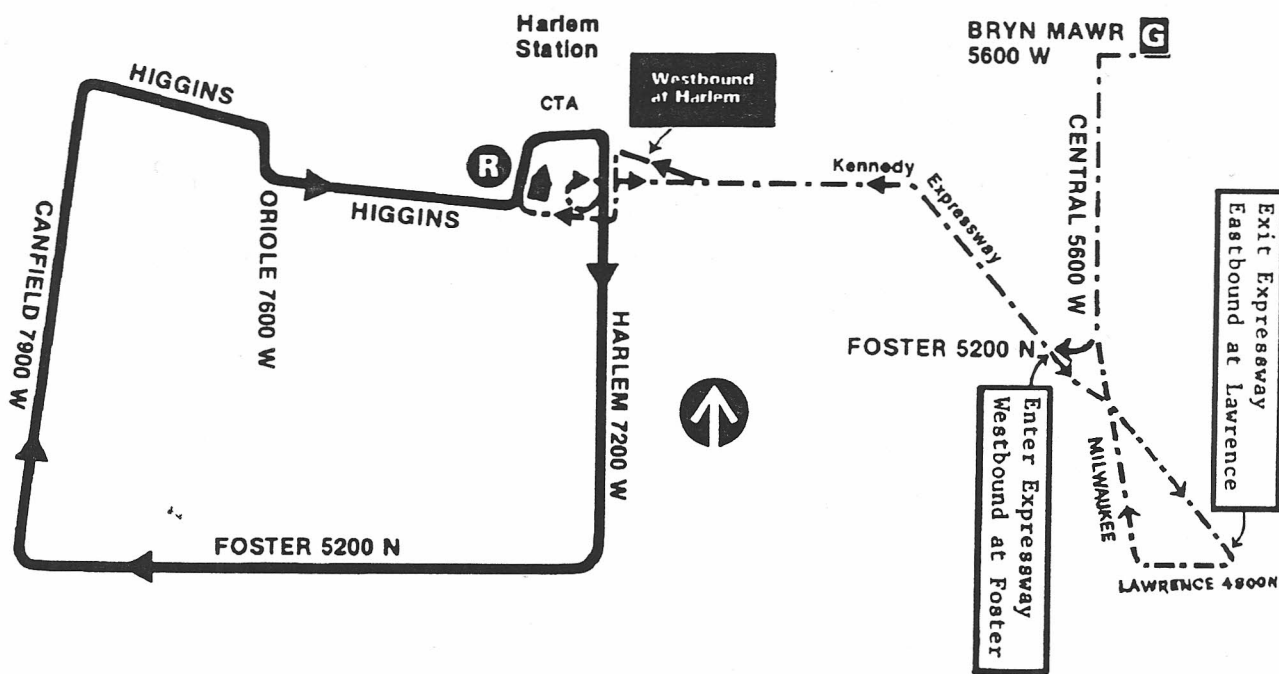 Harlem
Station
CTA
Westbound
at Harlem
BRYN MAWR
5600 W
G
HIGGINS
R
HIGGINS
ORIOLE 7600 W
CANFIELD 7900 W
HARLEM 7200 W
FOSTER 5200 N
Kennedy
Expressway
CENTRAL 5600 W
FOSTER 5200 N
Exit Expressway
Eastbound at Lawrence
Enter Expressway
Westbound at Foster
MILWAUKEE
LAWRENCE 4800N